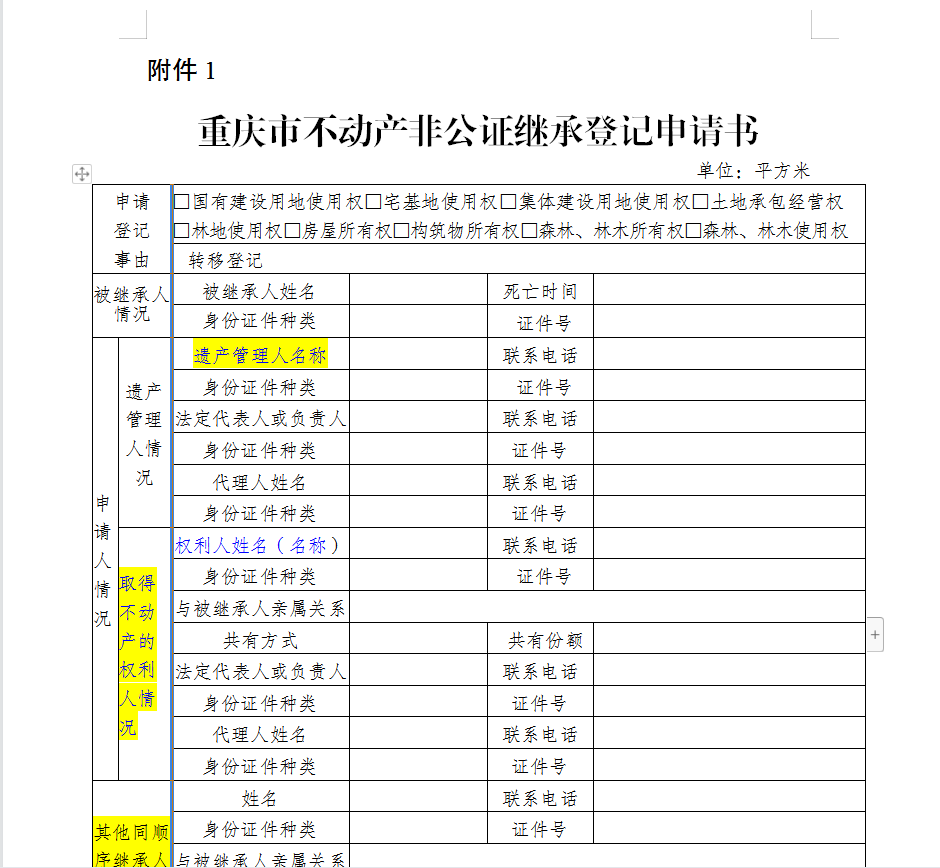 附件 1
重庆市不动产非公证继承登记申请书
单位：平方米
申请
登记
事由
□国有建设用地使用权□宅基地使用权□集体建设用地使用权□土地承包经营权
□林地使用权□房屋所有权□构筑物所有权□森林、林木所有权□森林、林木使用权
转移登记
被继承人
情况
被继承人姓名 死亡时间
身份证件种类 证件号
申
请
人
情
况
遗产
管理
人情
况
遗产管理人名称 联系电话
身份证件种类 证件号
法定代表人或负责人 联系电话
身份证件种类 证件号
代理人姓名 联系电话
身份证件种类 证件号
取得
不动
产的
权利
人情
况
权利人姓名（名称） 联系电话
身份证件种类 证件号
与被继承人亲属关系
共有方式 共有份额
法定代表人或负责人 联系电话
身份证件种类 证件号
代理人姓名 联系电话
身份证件种类 证件号
其他同顺
序继承人
姓名 联系电话
身份证件种类 证件号
与被继承人亲属关系